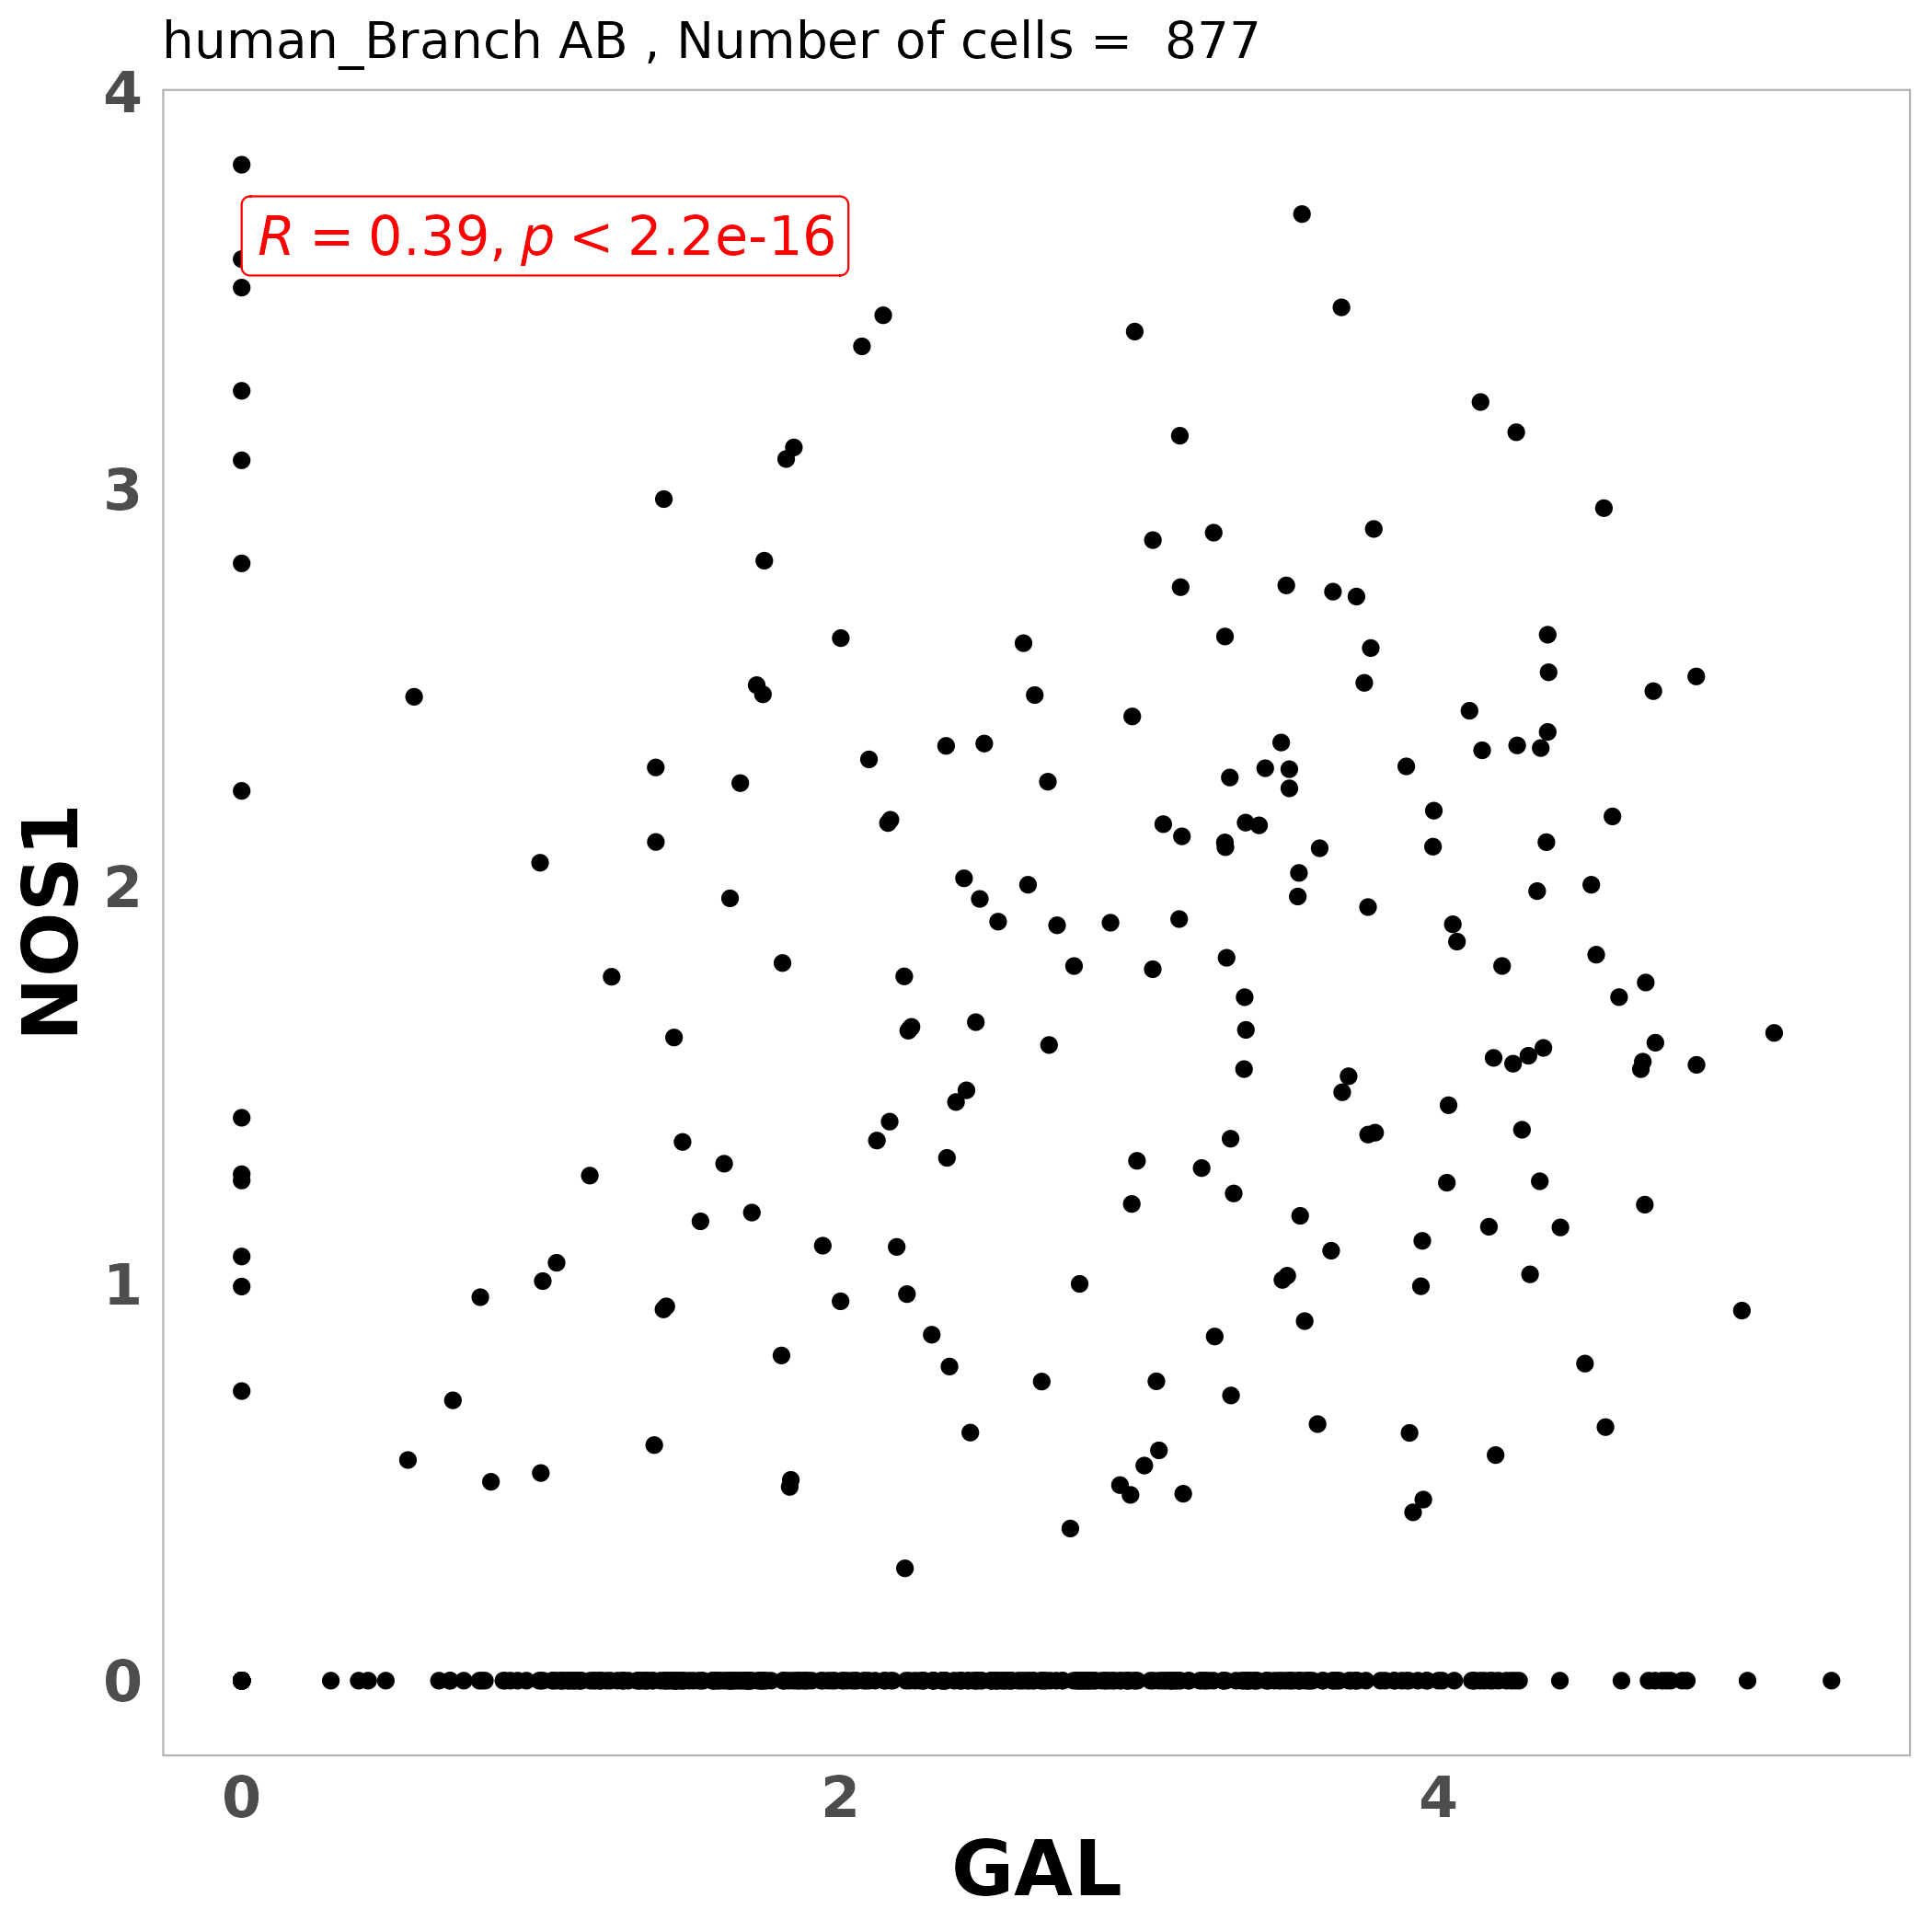 human_Branch AB , Number of cells =  877
4
R = 0.39, p < 2.2e-16
3
2
1
0
NOS1
0 2 4
GAL